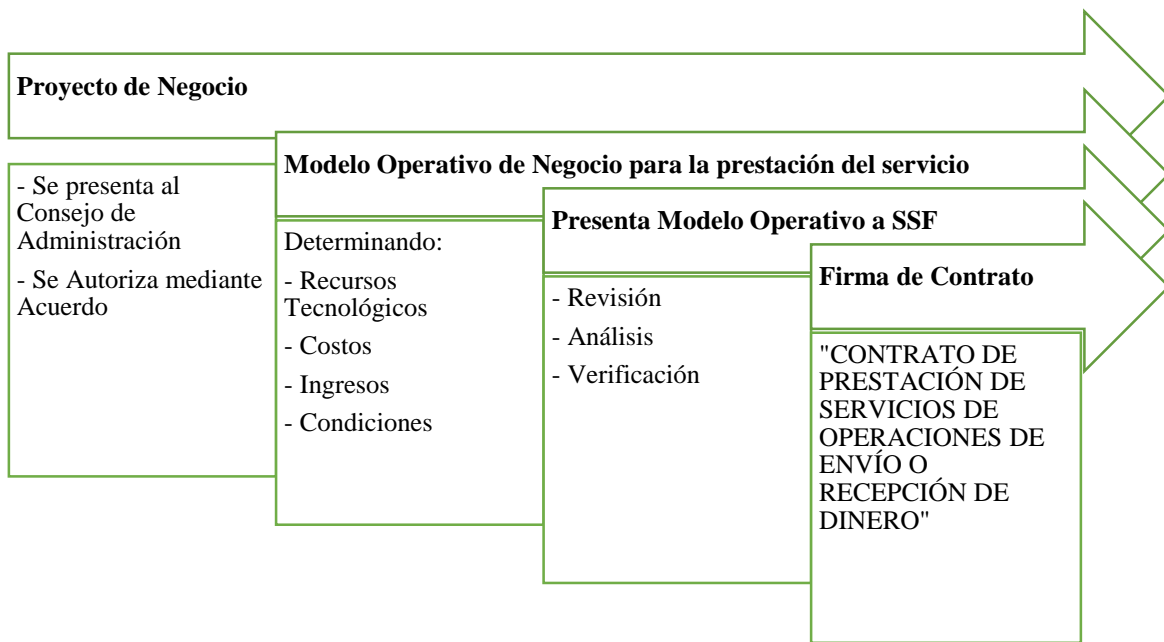 Proyecto de Negocio
- Se presenta al
Consejo de
Administración
- Se Autoriza mediante
Acuerdo
Modelo Operativo de Negocio para la prestación del servicio
Determinando:
- Recursos
Tecnológicos
- Costos
- Ingresos
- Condiciones
Presenta Modelo Operativo a SSF
- Revisión
- Análisis
- Verificación
Firma de Contrato
"CONTRATO DE
PRESTACIÓN DE
SERVICIOS DE
OPERACIONES DE
ENVÍO O
RECEPCIÓN DE
DINERO"